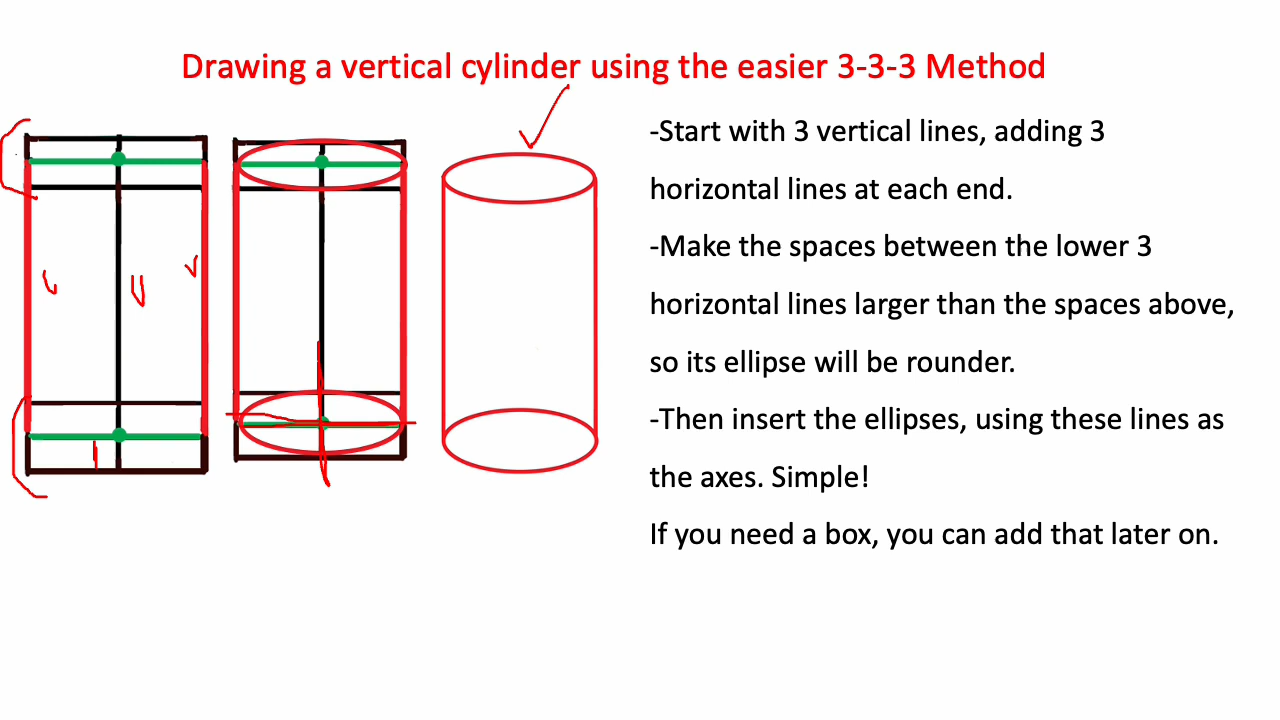 Drawing a vertical cylinder using the easier 3-3-3 Method
-Start with 3 vertical lines, adding 3
horizontal lines at each end.
-Make the spaces between the lower 3
horizontal lines larger than the spaces above,
so its ellipse will be rounder.
-Then insert the ellipses, using these lines as
the axes. Simple!
If you need a box, you can add that later on.